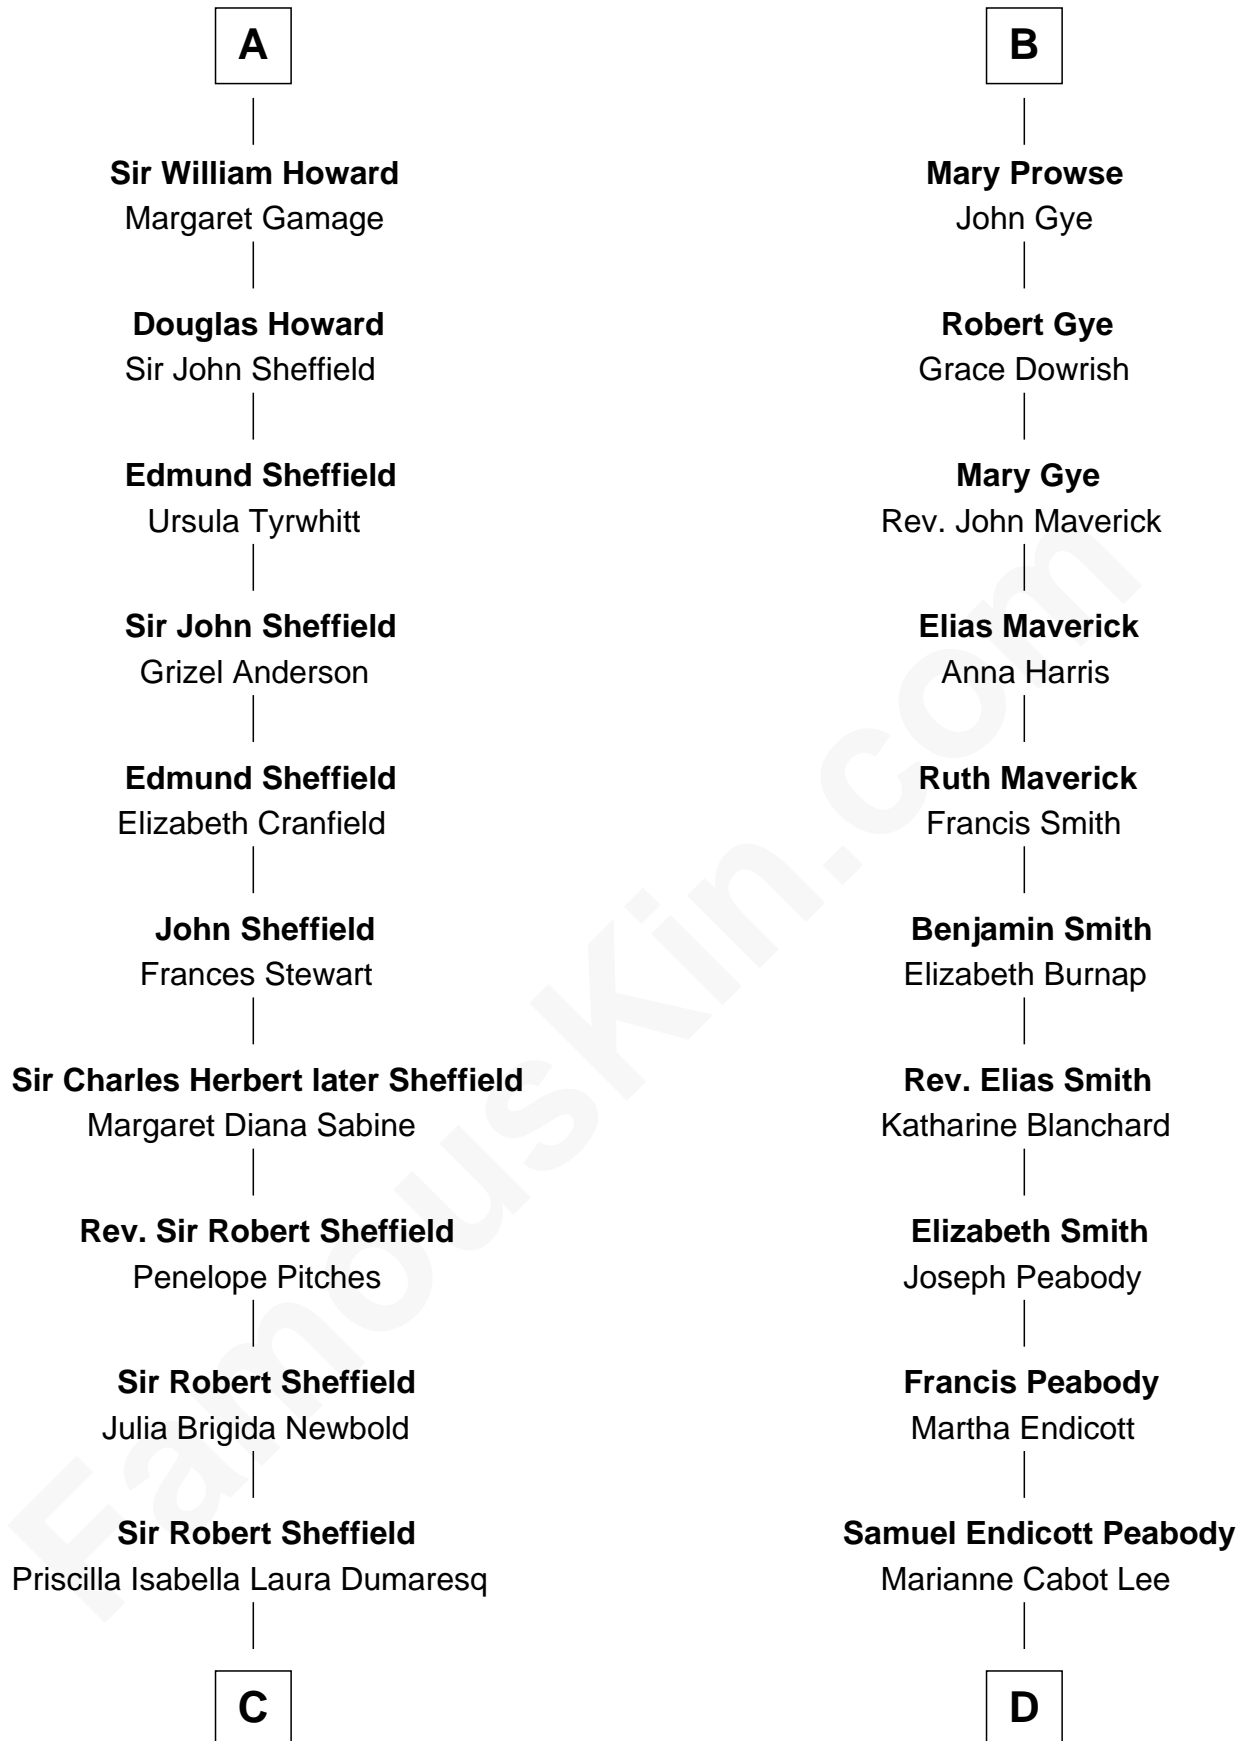 A
Sir William Howard
Margaret Gamage
Douglas Howard
Sir John Sheffield
Edmund Sheffield
Ursula Tyrwhitt
Sir John Sheffield
Grizel Anderson
Edmund Sheffield
Elizabeth Cranfield
John Sheffield
Frances Stewart
Sir Charles Herbert later Sheffield
Margaret Diana Sabine
Rev. Sir Robert Sheffield
Penelope Pitches
Sir Robert Sheffield
Julia Brigida Newbold
Sir Robert Sheffield
Priscilla Isabella Laura Dumaresq
C
B
Mary Prowse
John Gye
Robert Gye
Grace Dowrish
Mary Gye
Rev. John Maverick
Elias Maverick
Anna Harris
Ruth Maverick
Francis Smith
Benjamin Smith
Elizabeth Burnap
Rev. Elias Smith
Katharine Blanchard
Elizabeth Smith
Joseph Peabody
Francis Peabody
Martha Endicott
Samuel Endicott Peabody
Marianne Cabot Lee
D
FamousKin.com